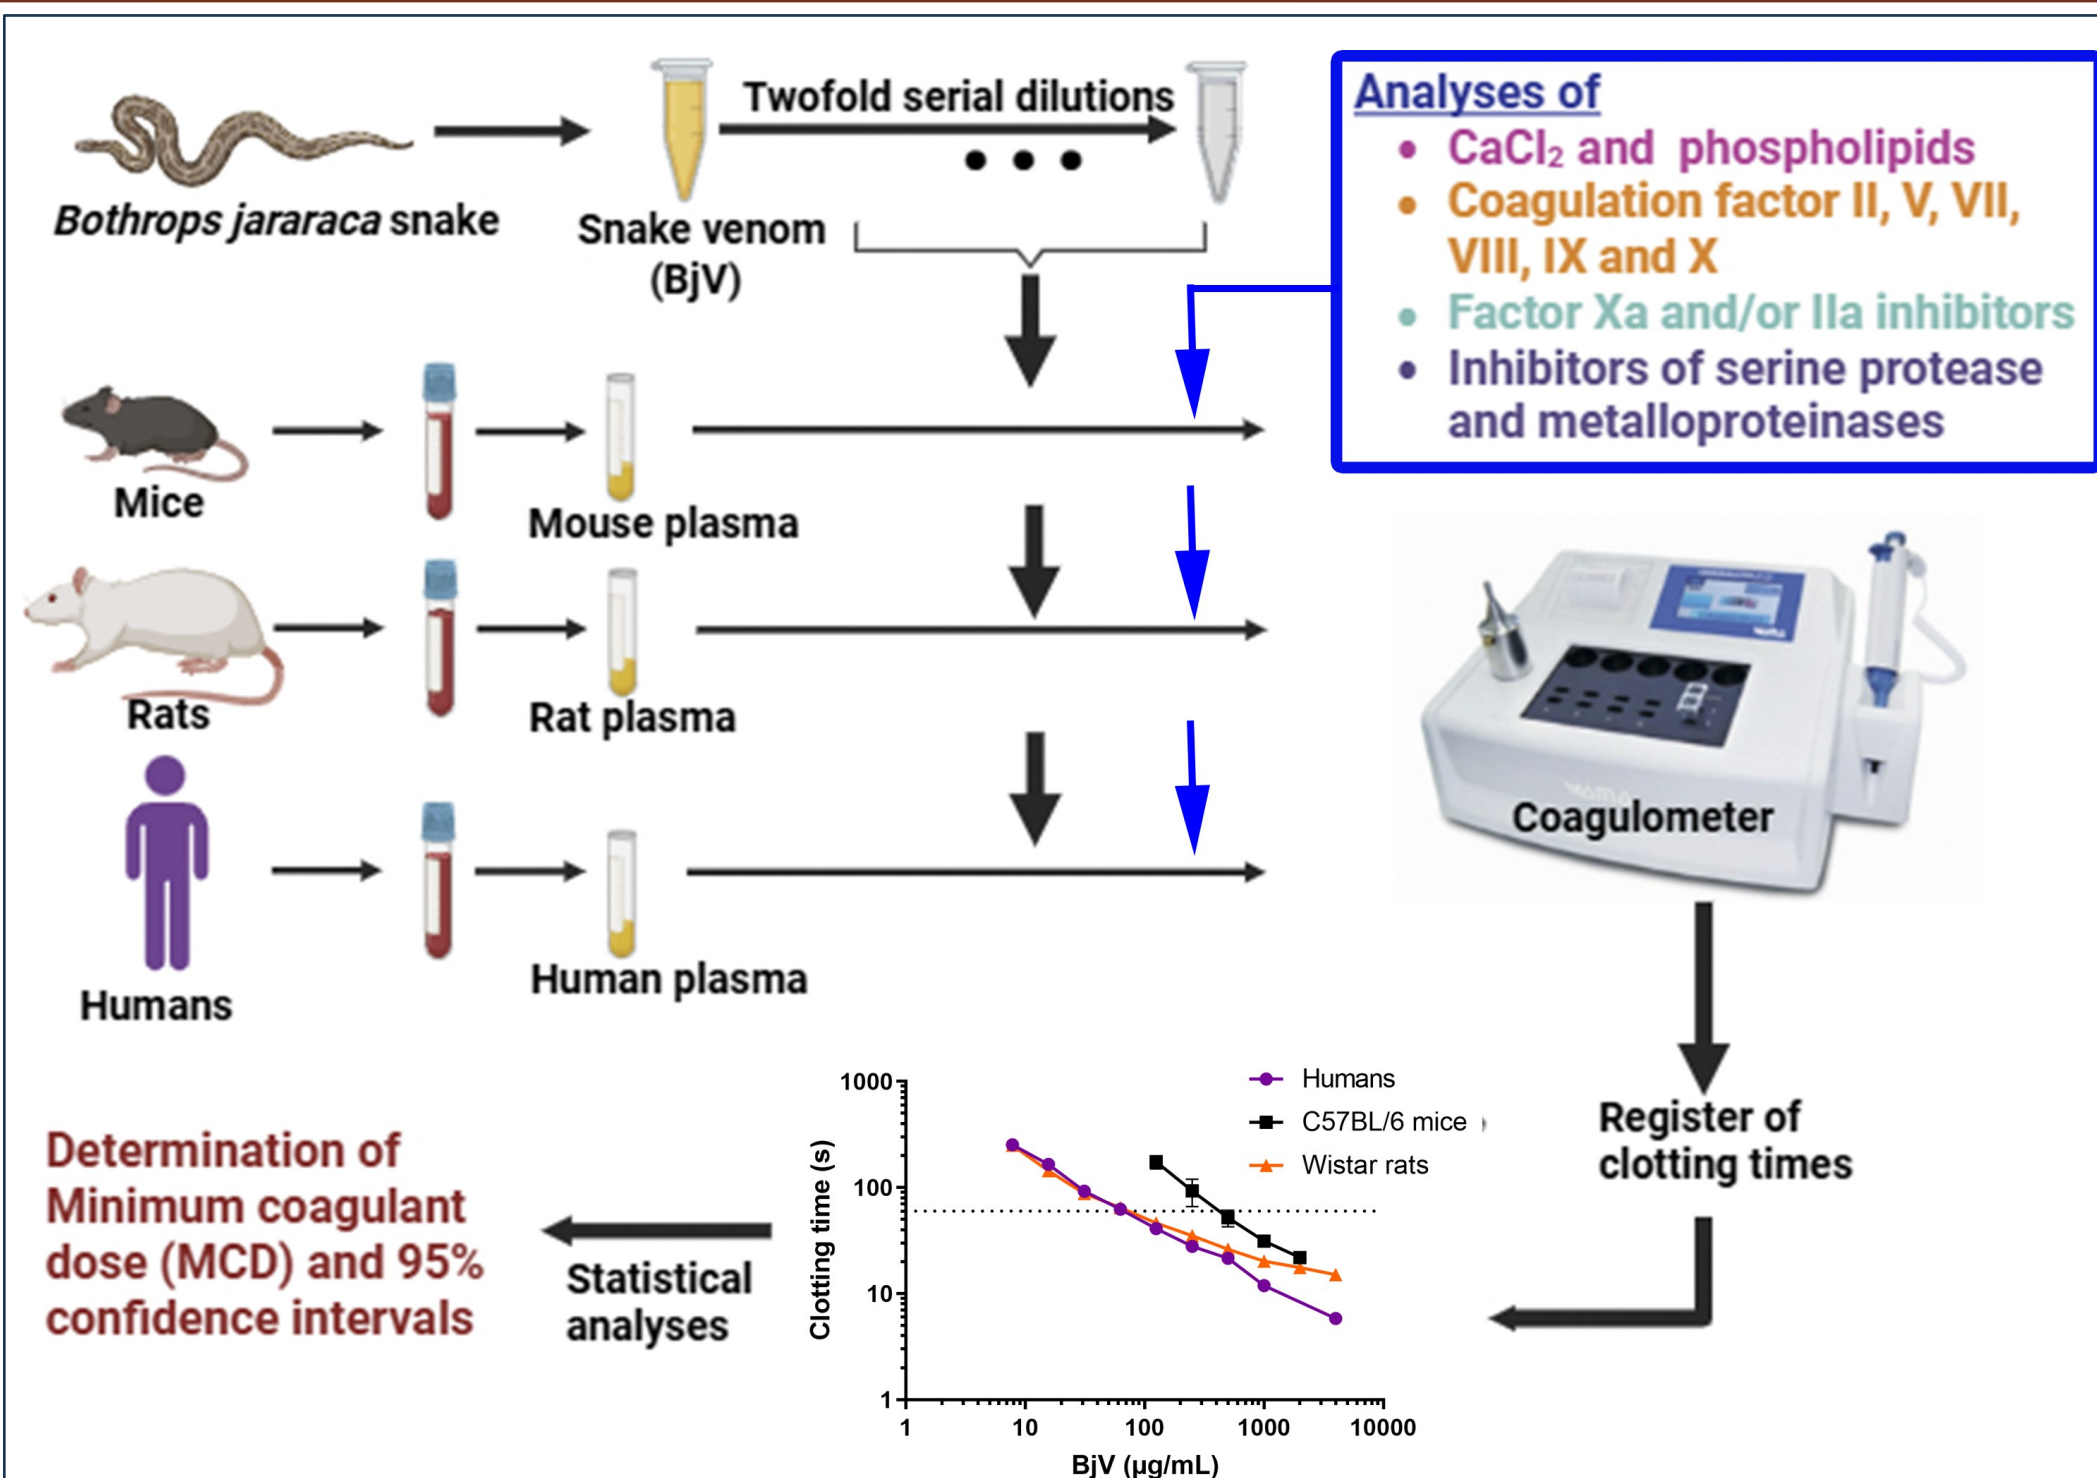 Twofold serial dilutions
Bothrops jararaca snake
Snake venom
(BjV)
Analyses of
• CaCl₂ and phospholipids
• Coagulation factor II, V, VII,
VIII, IX and X
• Factor Xa and/or IIa inhibitors
• Inhibitors of serine protease
and metalloproteinases
Mice
Mouse plasma
Rats
Rat plasma
Humans
Human plasma
Coagulometer
Register of
clotting times
Humans
C57BL/6 mice
Wistar rats
Clotting time (s)
1000
100
10
1
1 10 100 1000 10000
BjV (µg/mL)
Statistical
analyses
Determination of
Minimum coagulant
dose (MCD) and 95%
confidence intervals